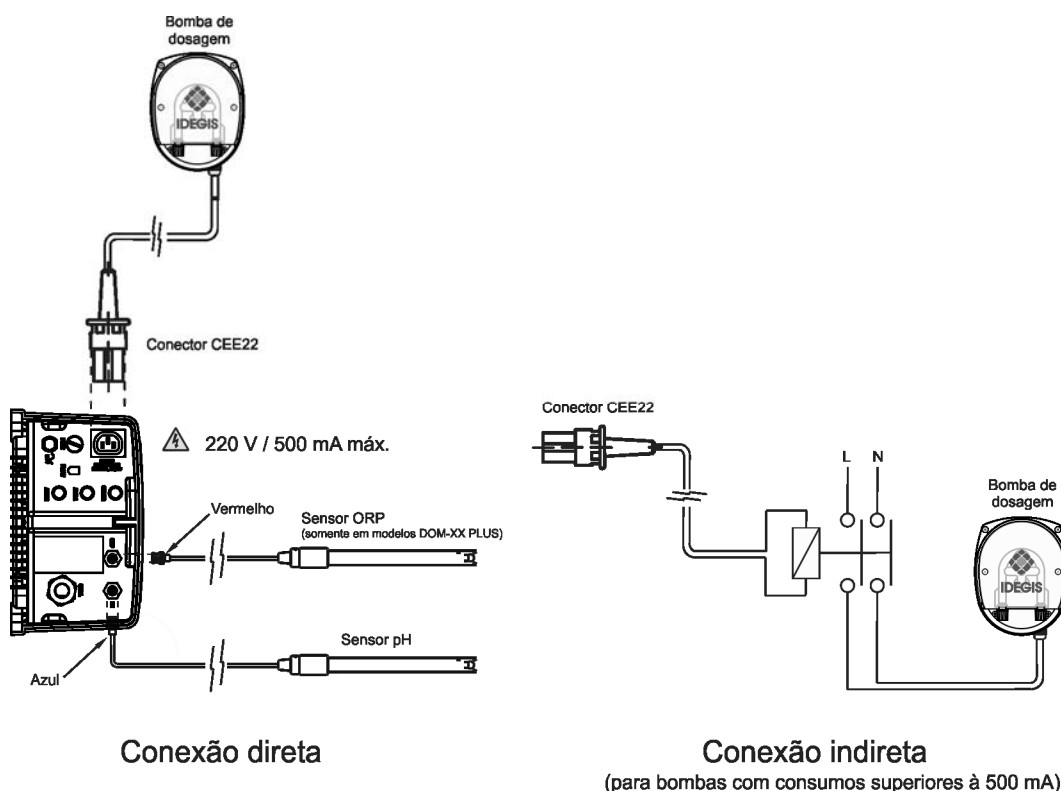 Bomba de
dosagem
IDEGIS
Conector CEE22
220 V / 500 mA máx.
Vermelho
Sensor ORP
(somente em modelos DOM-XX PLUS)
Sensor pH
Azul
Conexão direta
Conector CEE22
L N
Bomba de
dosagem
IDEGIS
Conexão indireta
(para bombas com consumos superiores à 500 mA)